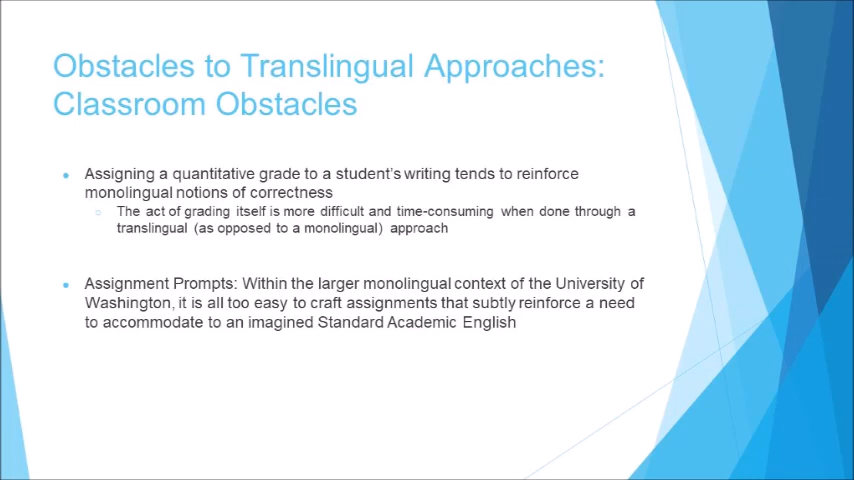 Obstacles to Translingual Approaches:
Classroom Obstacles
Assigning a quantitative grade to a student's writing tends to reinforce
monolingual notions of correctness
The act of grading itself is more difficult and time-consuming when done through a
translingual (as opposed to a monolingual) approach
Assignment Prompts: Within the larger monolingual context of the University of
Washington, it is all too easy to craft assignments that subtly reinforce a need
to accommodate to an imagined Standard Academic English